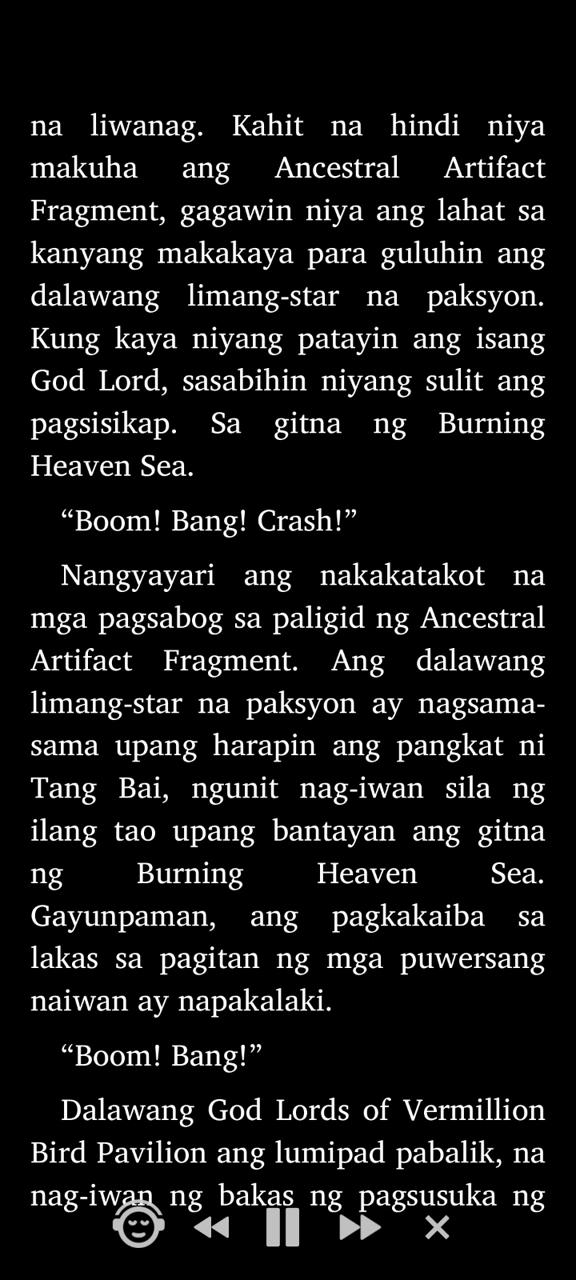 na liwanag. Kahit na hindi niya
makuha ang Ancestral Artifact
Fragment, gagawin niya ang lahat sa
kanyang makakaya para guluhin ang
dalawang limang-star na paksyon.
Kung kaya niyang patayin ang isang
God Lord, sasabihin niyang sulit ang
pagsisikap. Sa gitna ng Burning
Heaven Sea.
“Boom! Bang! Crash!”
Nangyayari ang nakakatakot na
mga pagsabog sa paligid ng Ancestral
Artifact Fragment. Ang dalawang
limang-star na paksyon ay nagsama-
sama upang harapin ang pangkat ni
Tang Bai, ngunit nag-iwan sila ng
ilang tao upang bantayan ang gitna
ng Burning Heaven Sea.
Gayunpaman, ang pagkakaiba sa
lakas sa pagitan ng mga puwersang
naiwan ay napakalaki.
“Boom! Bang!”
Dalawang God Lords of Vermillion
Bird Pavilion ang lumipad pabalik, na
nag-iwan ng bakas ng pagsusuka ng